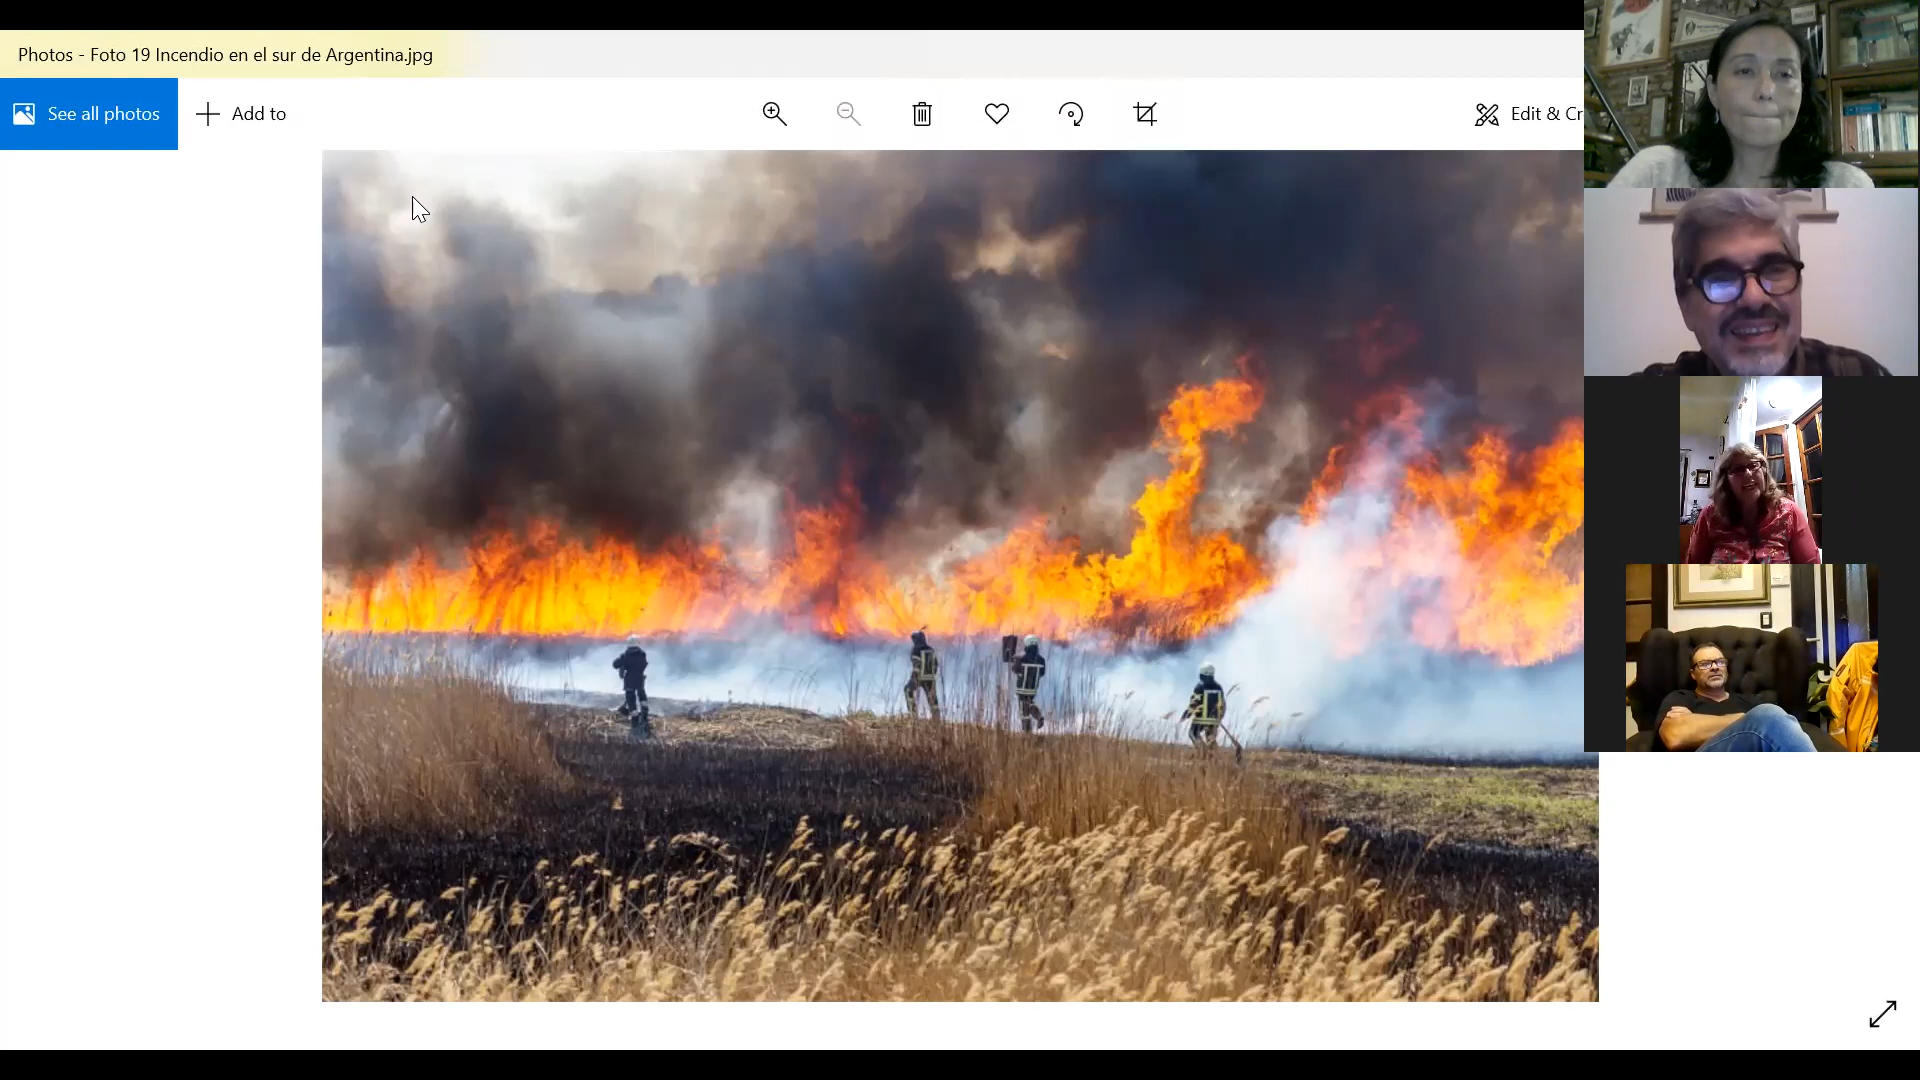 Photos - Foto 19 Incendio en el sur de Argentina.jpg
See all photos
Add to
Edit & Cr